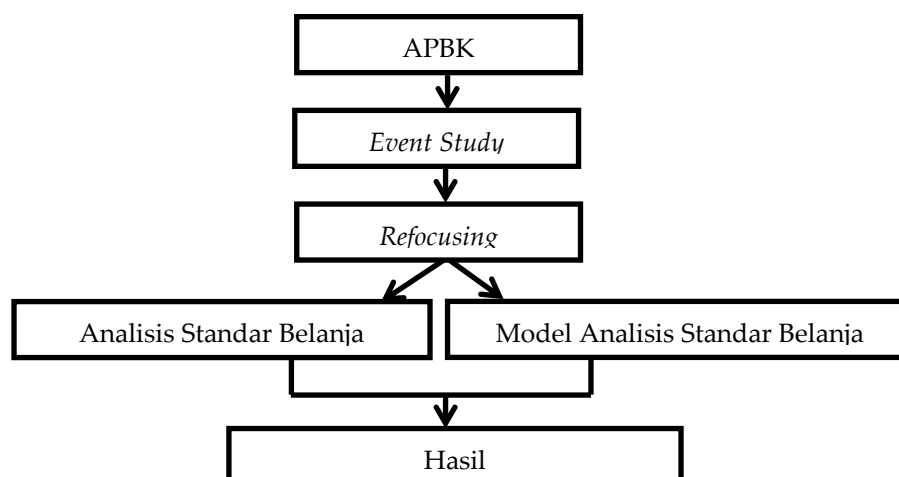 APBK
Event Study
Refocusing
Analisis Standar Belanja
Model Analisis Standar Belanja
Hasil